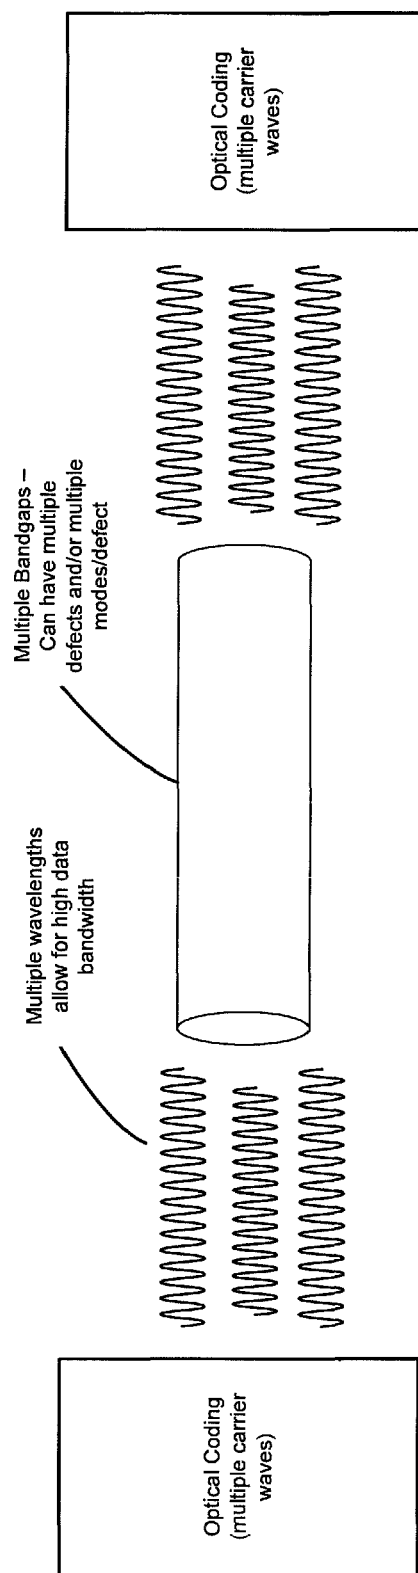 Optical Coding
(multiple carrier
waves)
Multiple wavelengths
allow for high data
bandwidth
Multiple Bandgaps –
Can have multiple
defects and/or multiple
modes/defect
Optical Coding
(multiple carrier
waves)